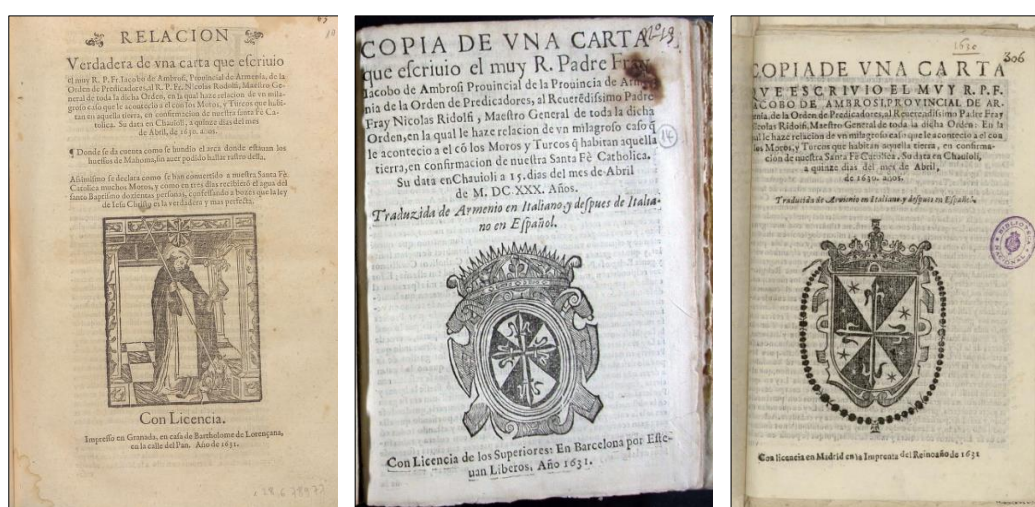 RELACION
Verdadera de vna carta que escriuio
el muy R. P. Fr. Iacobo de Ambrosi, Prouincial de Armenia, de la
Orden de Predicadores, al R. P. Fr. Nicolas Rodulfi, Maestro Ge-
neral de toda la dicha Orden, en la qual haze relacion de vn mila-
groso caso que le acontecio a el con los Moros, y Turcos que habi-
tan en aquella tierra, en confirmacion de nuestra santa Fè Ca-
tolica. Su data en Chauioli, a quinze dias del mes
de Abril, de 1630. años.
¶ Donde se da cuenta como se hundio el arca donde estauan los
huessos de Mahoma, sin auer podido hallar rastro della.
Assimismo se declara como se han conuertido a nuestra Santa Fè
Catolica muchos Moros, y como en tres dias recibierō el agua del
santo Baptismo dozientas personas, confessando a bozes que la ley
de Iesu Christo es la verdadera y mas perfecta.
Con Licencia.
Impresso en Granada, en casa de Bartholome de Lorençana,
en la calle del Pan. Año de 1631.
COPIA DE VNA CARTA
que escriuio el muy R. Padre Fray
Iacobo de Ambrosi Prouincial de la Prouincia de Arme-
nia de la Orden de Predicadores, al Reuerēdissimo Padre
Fray Nicolas Ridolfi, Maestro General de toda la dicha
Orden, en la qual le haze relacion de vn milagroso caso q̄
le acontecio a el cō los Moros y Turcos q̄ habitan aquella
tierra, en confirmacion de nuestra Santa Fè Catholica.
Su data en Chauioli a 15. dias del mes de Abril
de M. DC. XXX. Años.
Traduzida de Armenio en Italiano, y despues de Italia-
no en Español.
14
Con Licencia de los Superiores: En Barcelona por Este-
uan Liberos, Año 1631.
1630
306
COPIA DE VNA CARTA
QVE ESCRIVIO EL MVY R. P. F.
IACOBO DE AMBROSI, PROVINCIAL DE AR-
menia, de la Orden de Predicadores, al Reuerendissimo Padre Fray
Nicolas Ridolfi, Maestro General de toda la dicha Orden: En la
qual le haze relacion de vn milagroso caso que le acontecio a el con
los Moros, y Turcos que habitan aquella tierra, en confirma-
cion de nuestra Santa Fè Catolica. Su data en Chauioli,
a quinze dias del mes de Abril,
de 1630. años.
Traducida de Armenio en Italiano, y despues en Español.
Con licencia en Madrid en la Imprenta del Reino año de 1631